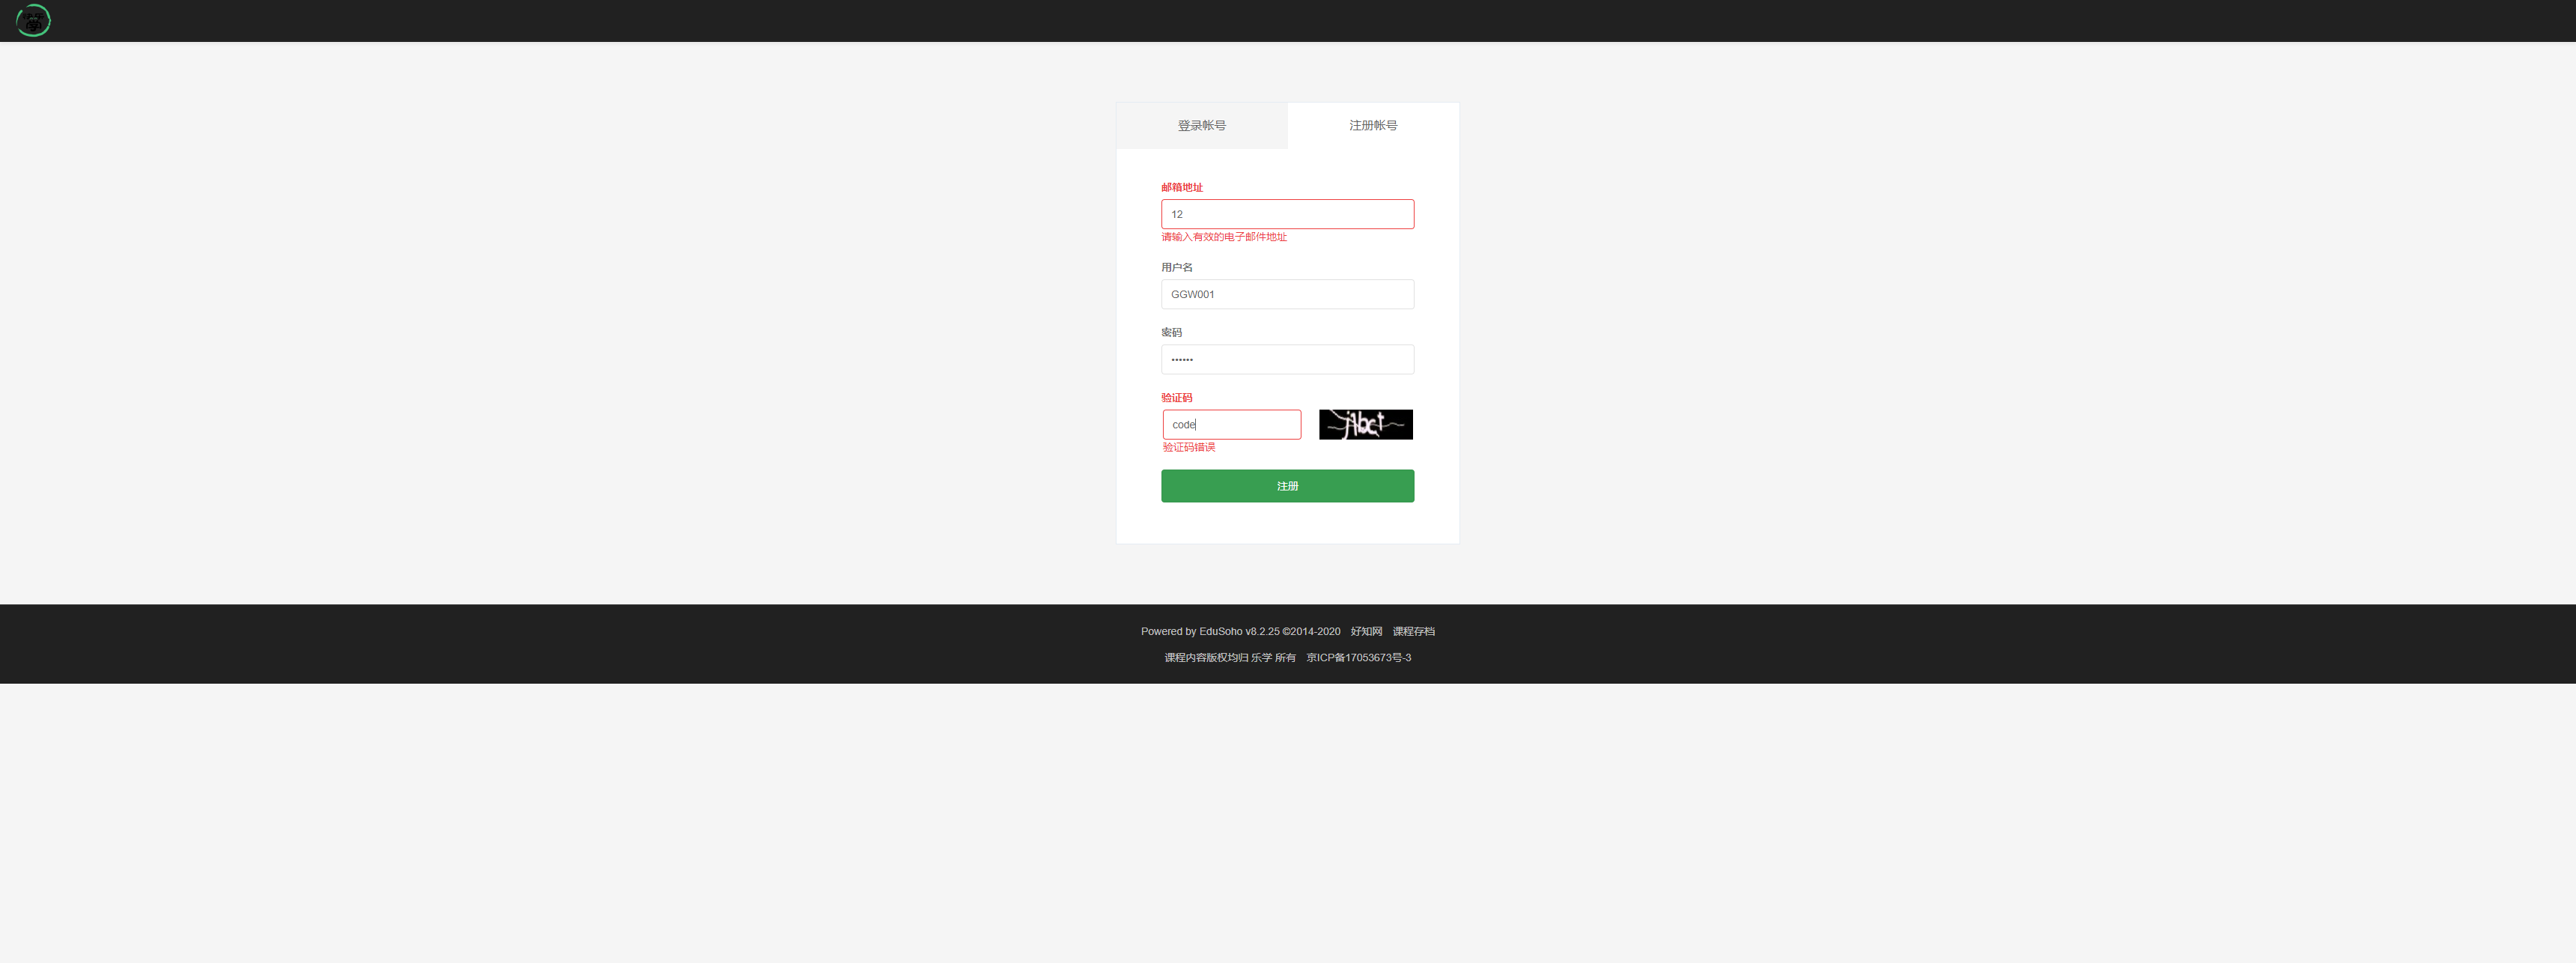 登录帐号
注册帐号
邮箱地址
12
请输入有效的电子邮件地址
用户名
GGW001
密码
••••••
验证码
code
验证码错误
注册
Powered by EduSoho v8.2.25 ©2014-2020 好知网 课程存档
课程内容版权均归 乐学 所有 京ICP备17053673号-3